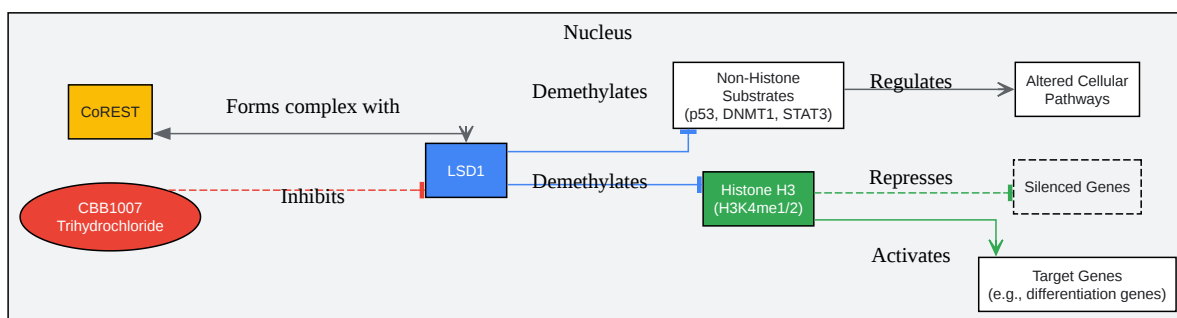 Nucleus
CoREST
Forms complex with
Demethylates
Non-Histone
Substrates
(p53, DNMT1, STAT3)
Regulates
Altered Cellular
Pathways
LSD1
CBB1007
Trihydrochloride
Inhibits
Demethylates
Histone H3
(H3K4me1/2)
Represses
Silenced Genes
Activates
Target Genes
(e.g., differentiation genes)